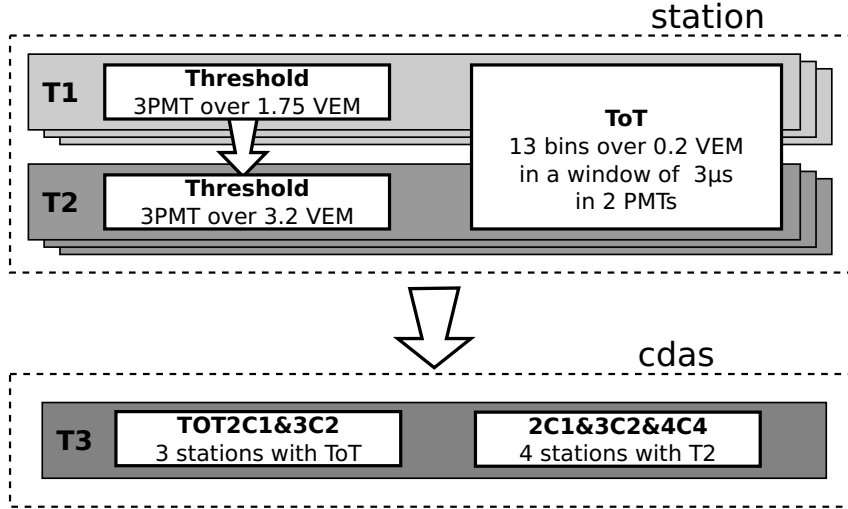 station
T1
Threshold
3PMT over 1.75 VEM
ToT
13 bins over 0.2 VEM
in a window of 3µs
in 2 PMTs
T2
Threshold
3PMT over 3.2 VEM
cdas
T3
TOT2C1&3C2
3 stations with ToT
2C1&3C2&4C4
4 stations with T2